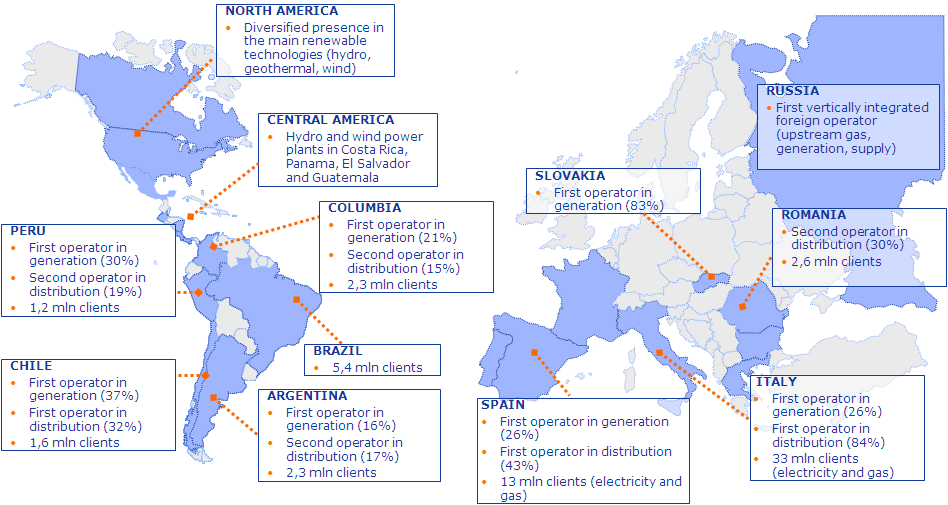 NORTH AMERICA
• Diversified presence in
the main renewable
technologies (hydro,
geothermal, wind)
CENTRAL AMERICA
• Hydro and wind power
plants in Costa Rica,
Panama, El Salvador
and Guatemala
COLUMBIA
• First operator in
generation (21%)
• Second operator in
distribution (15%)
• 2,3 mln clients
PERU
• First operator in
generation (30%)
• Second operator in
distribution (19%)
• 1,2 mln clients
BRAZIL
• 5,4 mln clients
CHILE
• First operator in
generation (37%)
• First operator in
distribution (32%)
• 1,6 mln clients
ARGENTINA
• First operator in
generation (16%)
• Second operator in
distribution (17%)
• 2,3 mln clients
RUSSIA
• First vertically integrated
foreign operator
(upstream gas,
generation, supply)
SLOVAKIA
• First operator in
generation (83%)
ROMANIA
• Second operator in
distribution (30%)
• 2,6 mln clients
SPAIN
• First operator in generation
(26%)
• First operator in distribution
(43%)
• 13 mln clients (electricity and
gas)
ITALY
• First operator in
generation (26%)
• First operator in
distribution (84%)
• 33 mln clients
(electricity and gas)